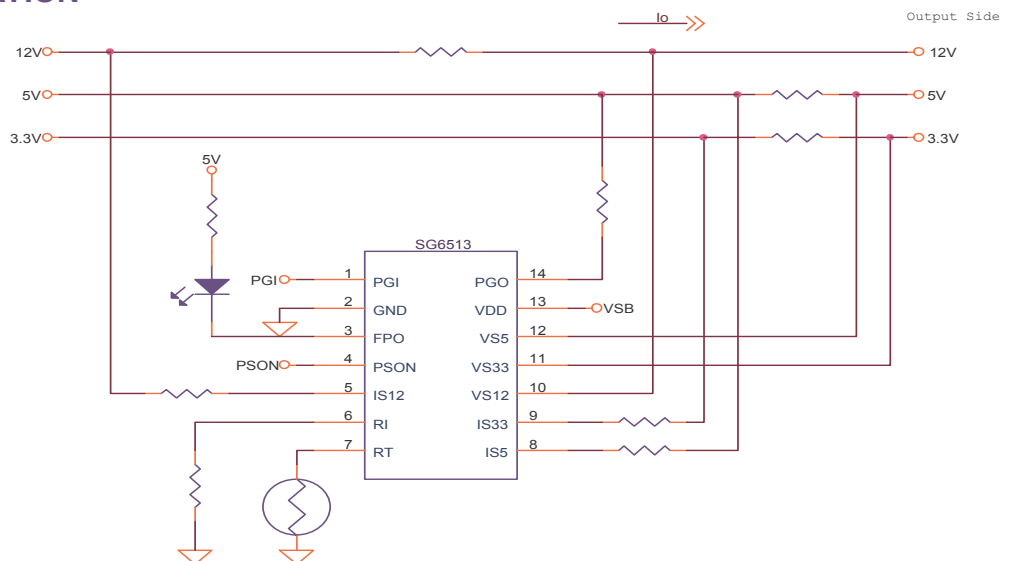 Io
Output Side
12V 12V
5V 5V
3.3V 3.3V
5V
SG6513
PGI 1 PGI PGO 14
2 GND VDD 13 VSB
3 FPO VS5 12
PSON 4 PSON VS33 11
5 IS12 VS12 10
6 RI IS33 9
7 RT IS5 8